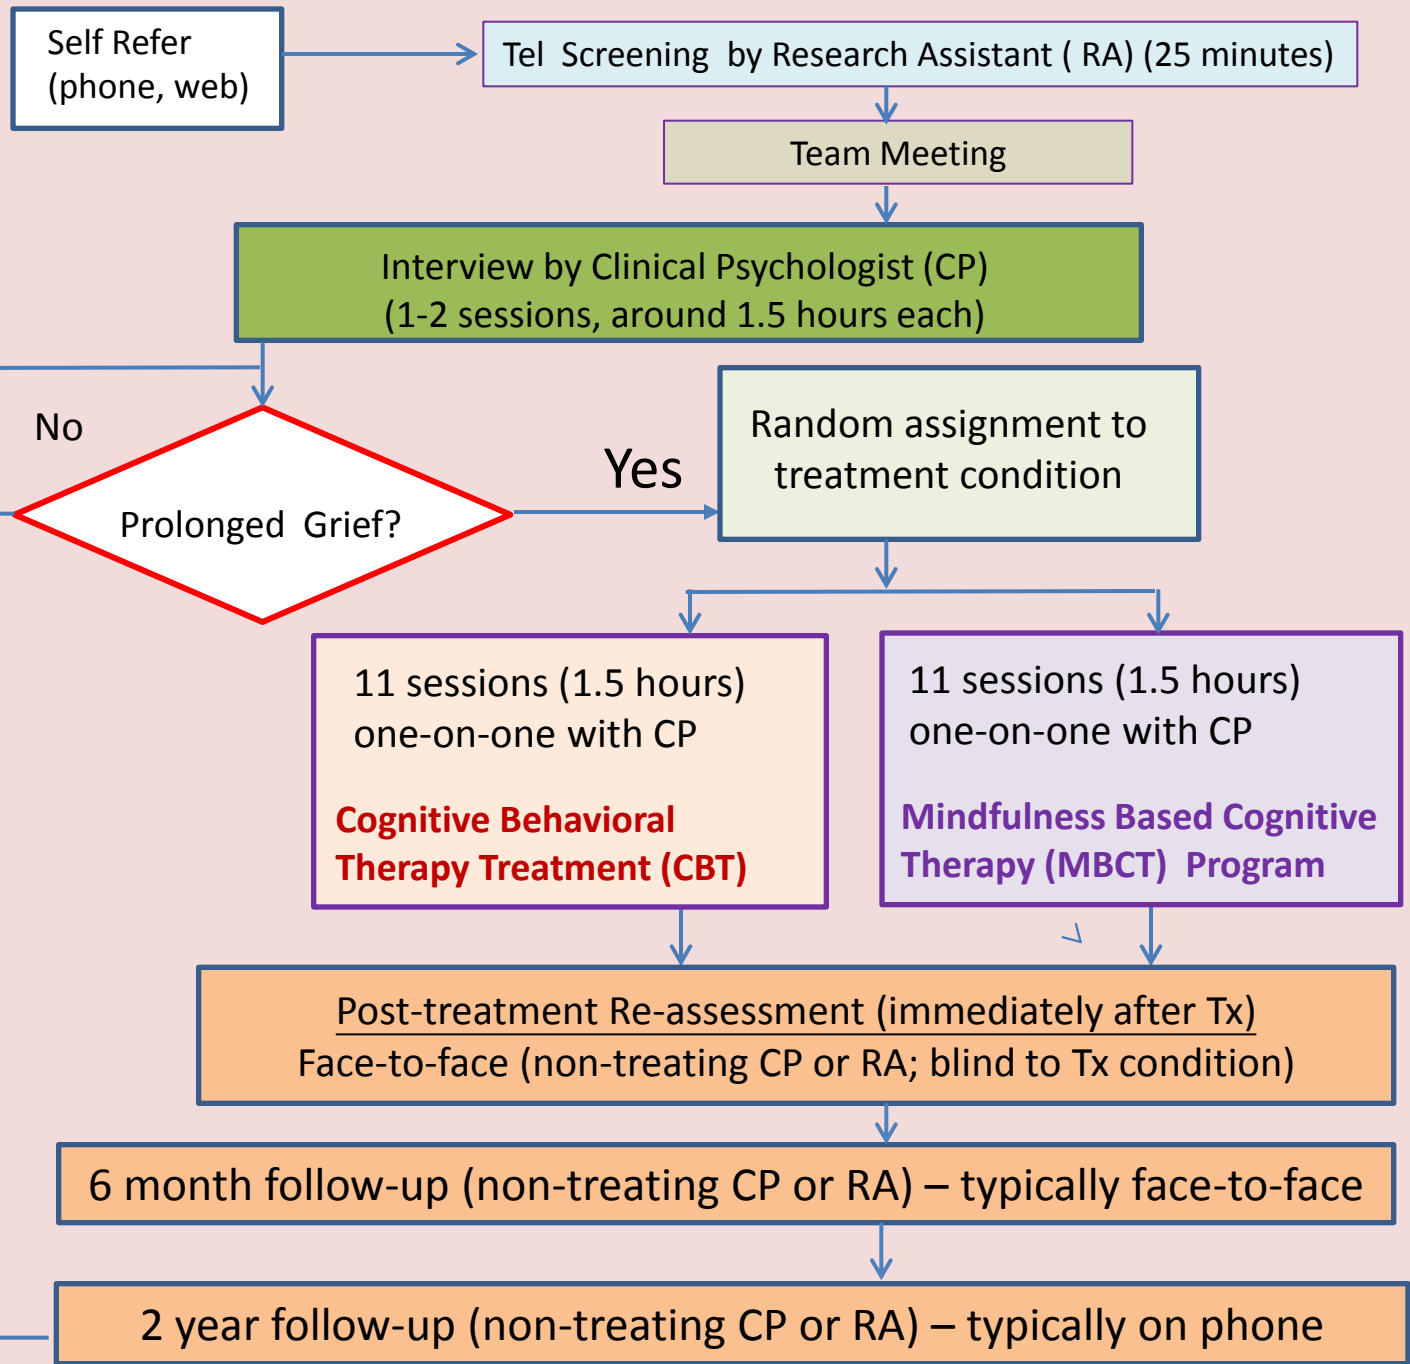 Self Refer
(phone, web)
Tel Screening by Research Assistant ( RA) (25 minutes)
Team Meeting
Interview by Clinical Psychologist (CP)
(1-2 sessions, around 1.5 hours each)
No
Prolonged Grief?
Yes
Random assignment to
treatment condition
11 sessions (1.5 hours)
one-on-one with CP
Cognitive Behavioral
Therapy Treatment (CBT)
11 sessions (1.5 hours)
one-on-one with CP
Mindfulness Based Cognitive
Therapy (MBCT) Program
Post-treatment Re-assessment (immediately after Tx)
Face-to-face (non-treating CP or RA; blind to Tx condition)
6 month follow-up (non-treating CP or RA) – typically face-to-face
2 year follow-up (non-treating CP or RA) – typically on phone